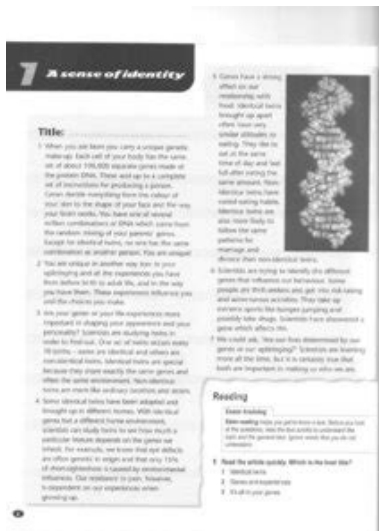 1 A sense of identity
Title:
1 When you are born you carry a unique genetic
make-up. Each cell of your body has the same
set of about 100,000 separate genes made of
the protein DNA. These add up to a complete
set of instructions for producing a person.
Genes decide everything from the colour of
your skin to the shape of your face and the way
your brain works. You have one of several
million combinations of DNA which come from
the random mixing of your parents' genes.
Except for identical twins, no one has the same
combination as another person. You are unique!
2 You are unique in another way too: in your
upbringing and all the experiences you have
from before birth to adult life, and in the way
you have them. These experiences influence you
and the choices you make.
3 Are your genes or your life experiences more
important in shaping your appearance and your
personality? Scientists are studying twins in
order to find out. One set of twins occurs every
births - some are identical and others are
non-identical twins. Identical twins are special
because they share exactly the same genes and
often the same environment. Non-identical
twins are more like ordinary brothers and sisters.
4 Some identical twins have been adopted and
brought up in different homes. With identical
genes but a different home environment,
scientists can study twins to see how much a
particular feature depends on the genes we
inherit. For example, we know that eye defects
are often genetic in origin and that only 15%
of short-sightedness is caused by environmental
influences. Our resistance to pain, however,
is dependent on our experiences when
growing up.
5 Genes have a strong
effect on our
relationship with
food. Identical twins
brought up apart
often have very
similar attitudes to
eating. They like to
eat at the same
time of day and feel
full after eating the
same amount. Non-
identical twins have
varied eating habits.
Identical twins are
also more likely to
follow the same
patterns for
marriage and
divorce than non-identical twins.
6 Scientists are trying to identify the different
genes that influence our behaviour. Some
people are thrill-seekers and get into risk-taking
and adventurous activities. They take up
extreme sports like bungee jumping and
possibly take drugs. Scientists have discovered a
gene which affects this.
7 We could ask, 'Are our lives determined by our
genes or our upbringing?' Scientists are learning
more all the time, but it is certainly true that
both are important in making us who we are.
Reading
Exam training
1 Read the article quickly. Which is the best title?
1 Identical twins
2 Genes and experiences
3 It's all in your genes